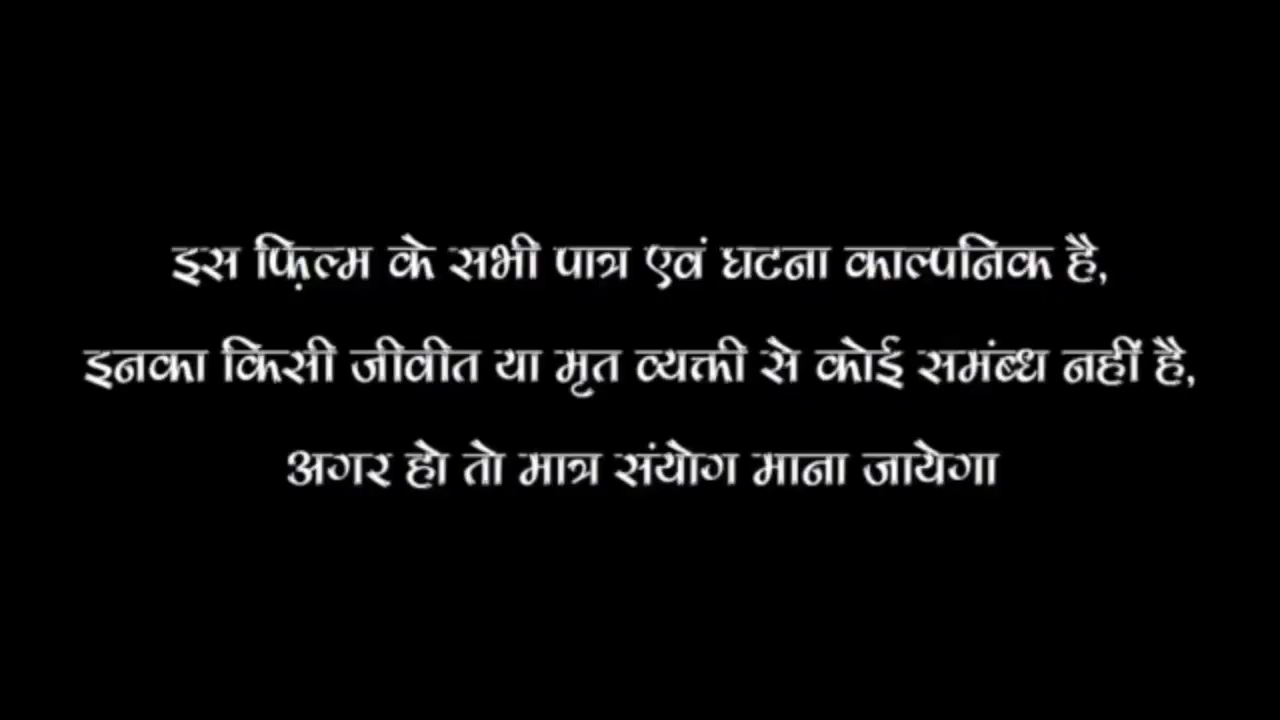 इस फ़िल्म के सभी पात्र एवं घटना काल्पनिक है,
इनका किसी जीवीत या मृत व्यक्ती से कोई समंब्ध नहीं है,
अगर हो तो मात्र संयोग माना जायेगा